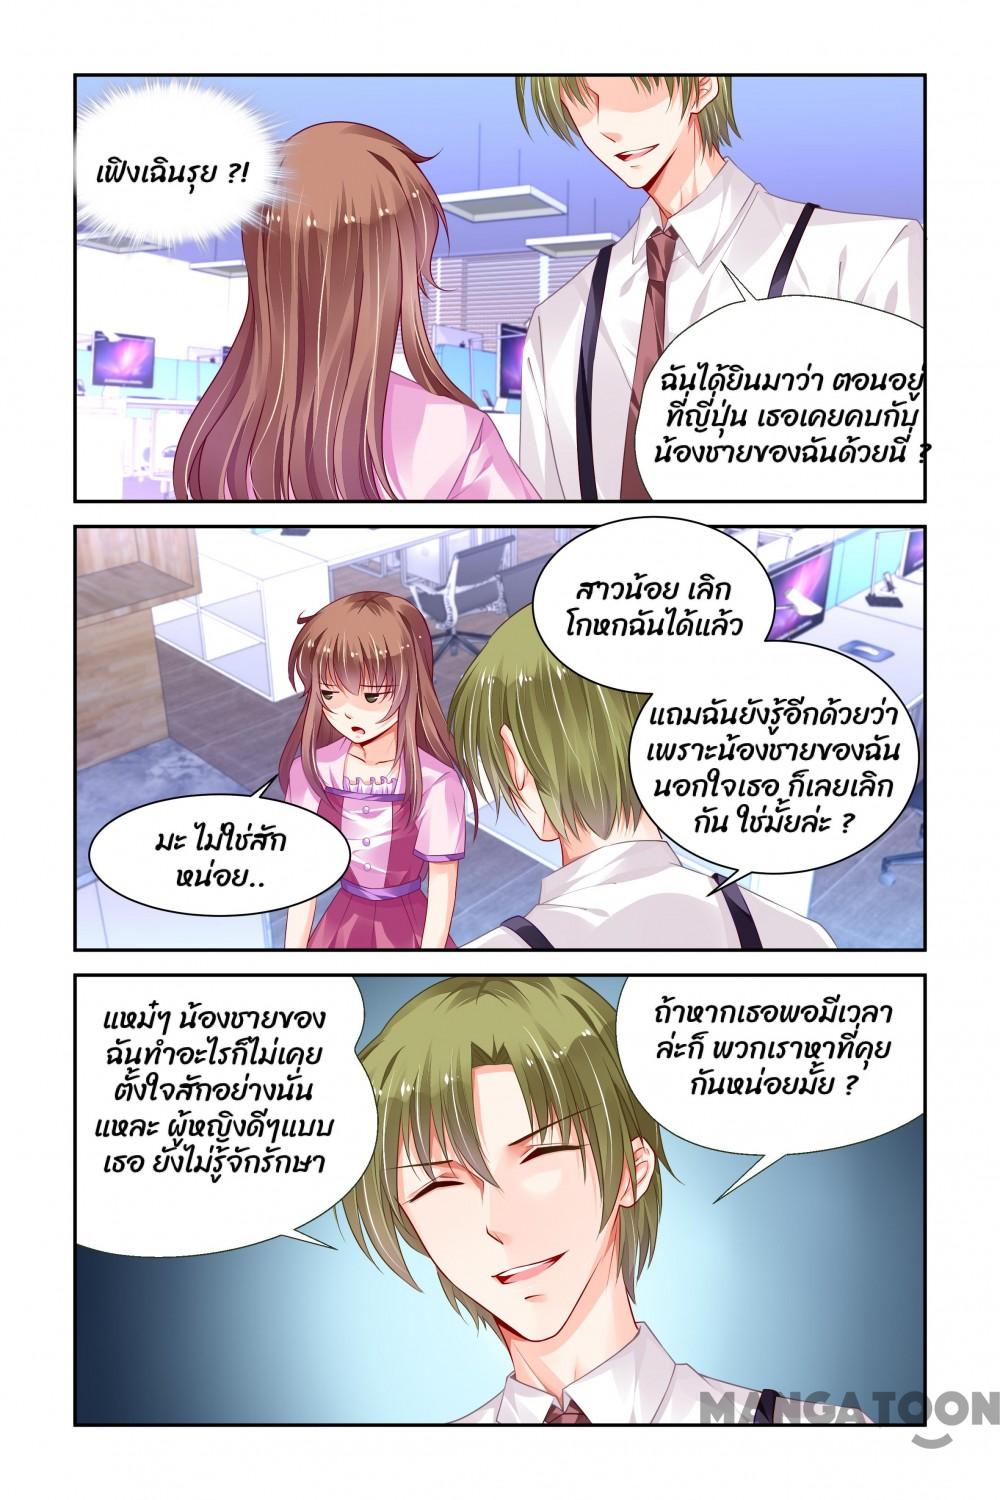 เฟิงเฉินรุย ?!
ฉันได้ยินมาว่า ตอนอยู่
ที่ญี่ปุ่น เธอเคยคบกับ
น้องชายของฉันด้วยนี่ ?
สาวน้อย เลิก
โกหกฉันได้แล้ว
แถมฉันยังรู้อีกด้วยว่า
เพราะน้องชายของฉัน
นอกใจเธอ ก็เลยเลิก
กัน ใช่มั้ยล่ะ ?
มะ ไม่ใช่สัก
หน่อย..
แหม๋ๆ น้องชายของ
ฉันทำอะไรก็ไม่เคย
ตั้งใจสักอย่างนั่น
แหละ ผู้หญิงดีๆแบบ
เธอ ยังไม่รู้จักรักษา
ถ้าหากเธอพอมีเวลา
ล่ะก็ พวกเราหาที่คุย
กันหน่อยมั้ย ?
MANGATOON